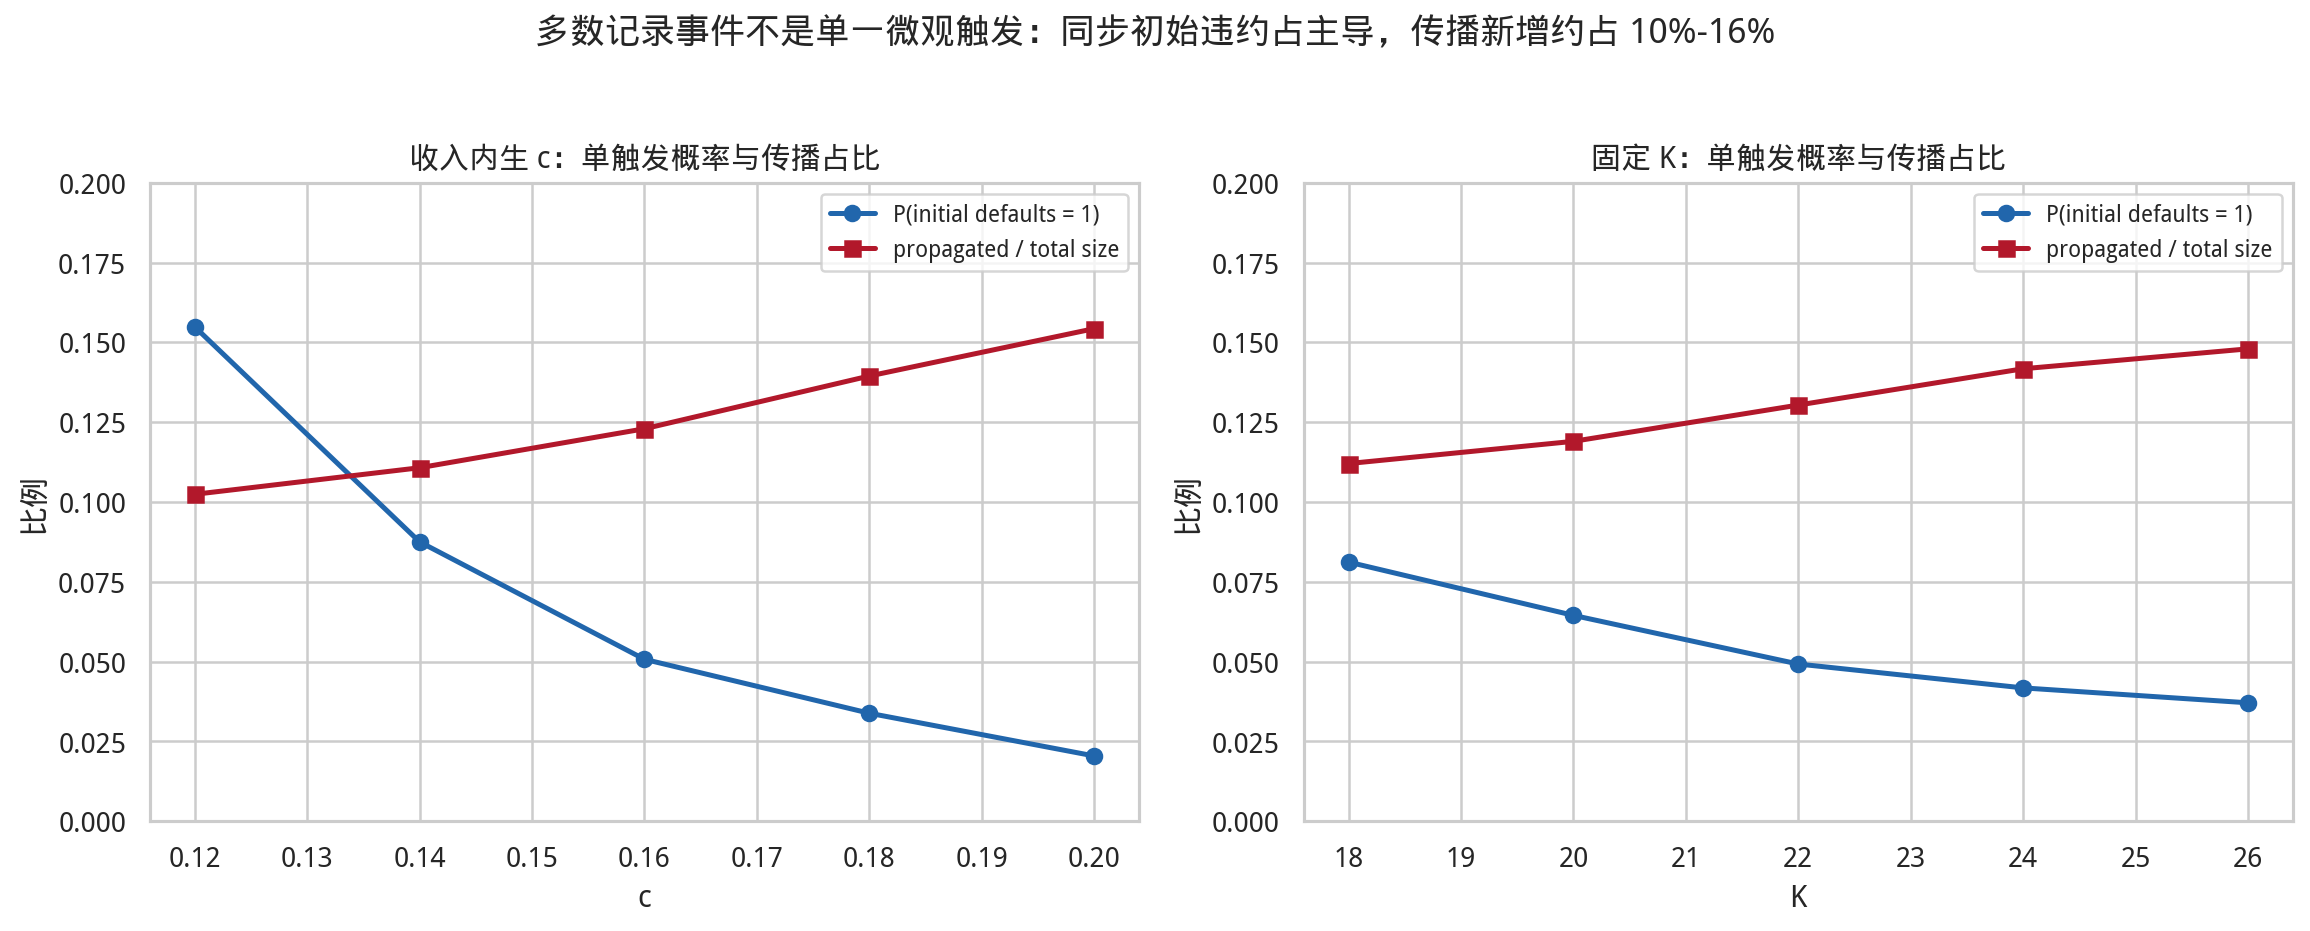 多数记录事件不是单一微观触发：同步初始违约占主导，传播新增约占 10%-16%
收入内生 c：单触发概率与传播占比
0.200
0.175
0.150
0.125
0.100
0.075
0.050
0.025
0.000
比例
P(initial defaults = 1)
propagated / total size
0.12 0.13 0.14 0.15 0.16 0.17 0.18 0.19 0.20
c
固定 K：单触发概率与传播占比
0.200
0.175
0.150
0.125
0.100
0.075
0.050
0.025
0.000
比例
P(initial defaults = 1)
propagated / total size
18 19 20 21 22 23 24 25 26
K